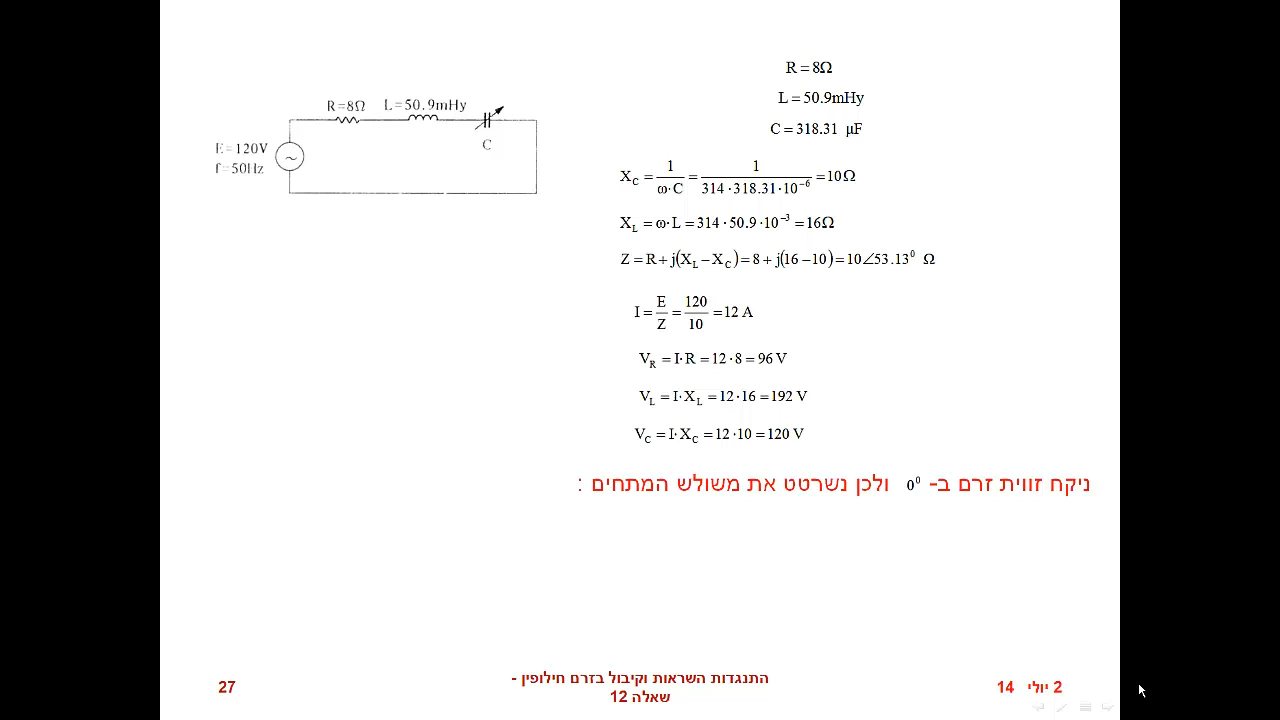 R=8Ω L=50.9mHy
C
E=120V
f=50Hz
R = 8Ω
L = 50.9mHy
C = 318.31 μF
X_C = 1/(ω·C) = 1/(314·318.31·10⁻⁶) = 10Ω
X_L = ω·L = 314·50.9·10⁻³ = 16Ω
Z = R + j(X_L − X_C) = 8 + j(16 − 10) = 10∠53.13⁰ Ω
I = E/Z = 120/10 = 12 A
V_R = I·R = 12·8 = 96 V
V_L = I·X_L = 12·16 = 192 V
V_C = I·X_C = 12·10 = 120 V
ניקח זווית זרם ב- 0⁰ ולכן נשרטט את משולש המתחים :
2 יולי 14
התנגדות השראות וקיבול בזרם חילופין -
שאלה 12
27